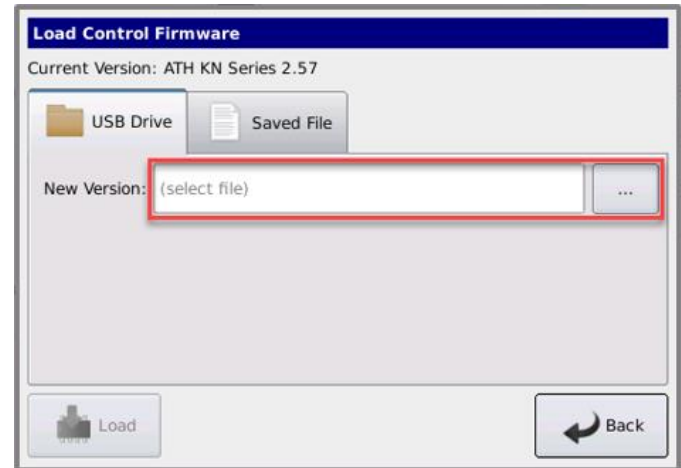 Load Control Firmware
Current Version: ATH KN Series 2.57
USB Drive
Saved File
New Version: (select file) ...
Load
Back